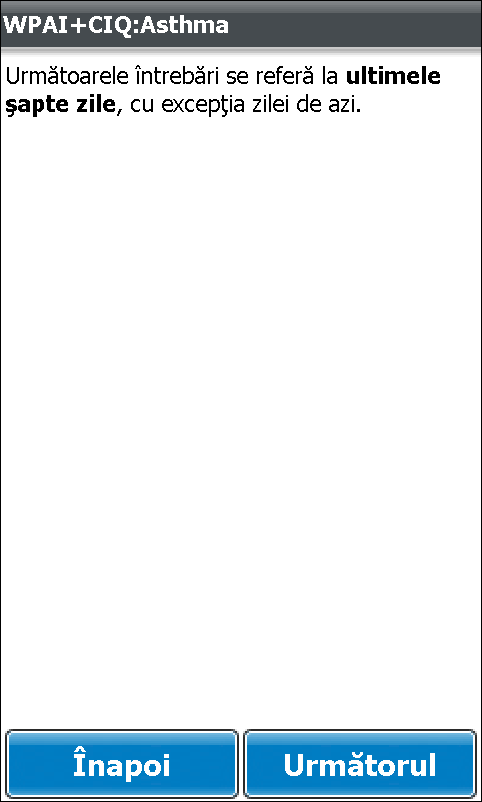 WPAI+CIQ:Asthma
Următoarele întrebări se referă la ultimele
şapte zile, cu excepţia zilei de azi.
Înapoi
Următorul